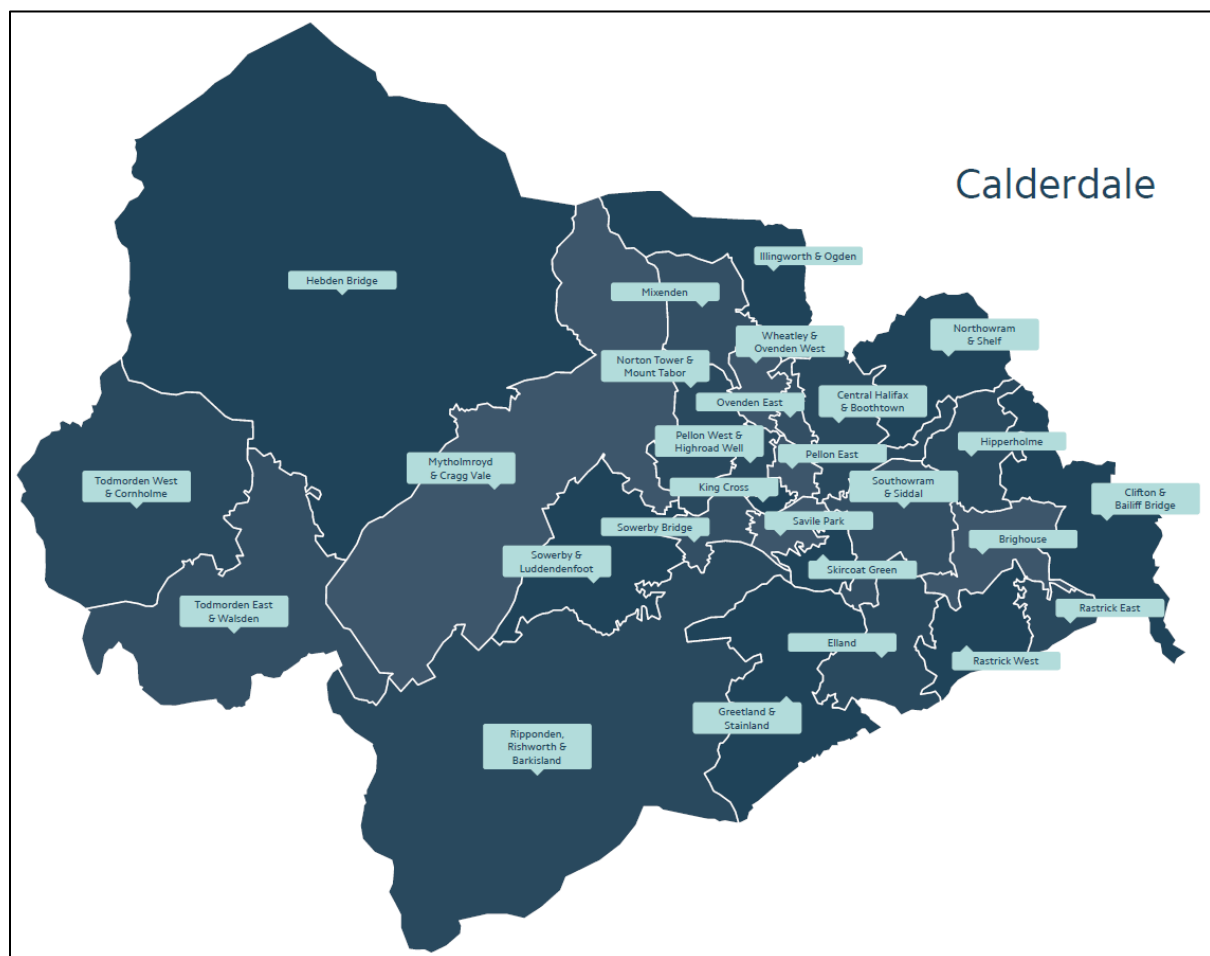 Calderdale
Illingworth & Ogden
Hebden Bridge
Mixenden
Northowram
& Shelf
Wheatley &
Ovenden West
Norton Tower &
Mount Tabor
Ovenden East
Central Halifax
& Boothtown
Pellon West &
Highroad Well
Hipperholme
Pellon East
Mytholmroyd
& Cragg Vale
Todmorden West
& Cornholme
King Cross
Southowram
& Siddal
Clifton &
Bailiff Bridge
Sowerby Bridge
Savile Park
Brighouse
Sowerby &
Luddendenfoot
Skircoat Green
Todmorden East
& Walsden
Rastrick East
Elland
Rastrick West
Greetland &
Stainland
Ripponden,
Rishworth &
Barkisland